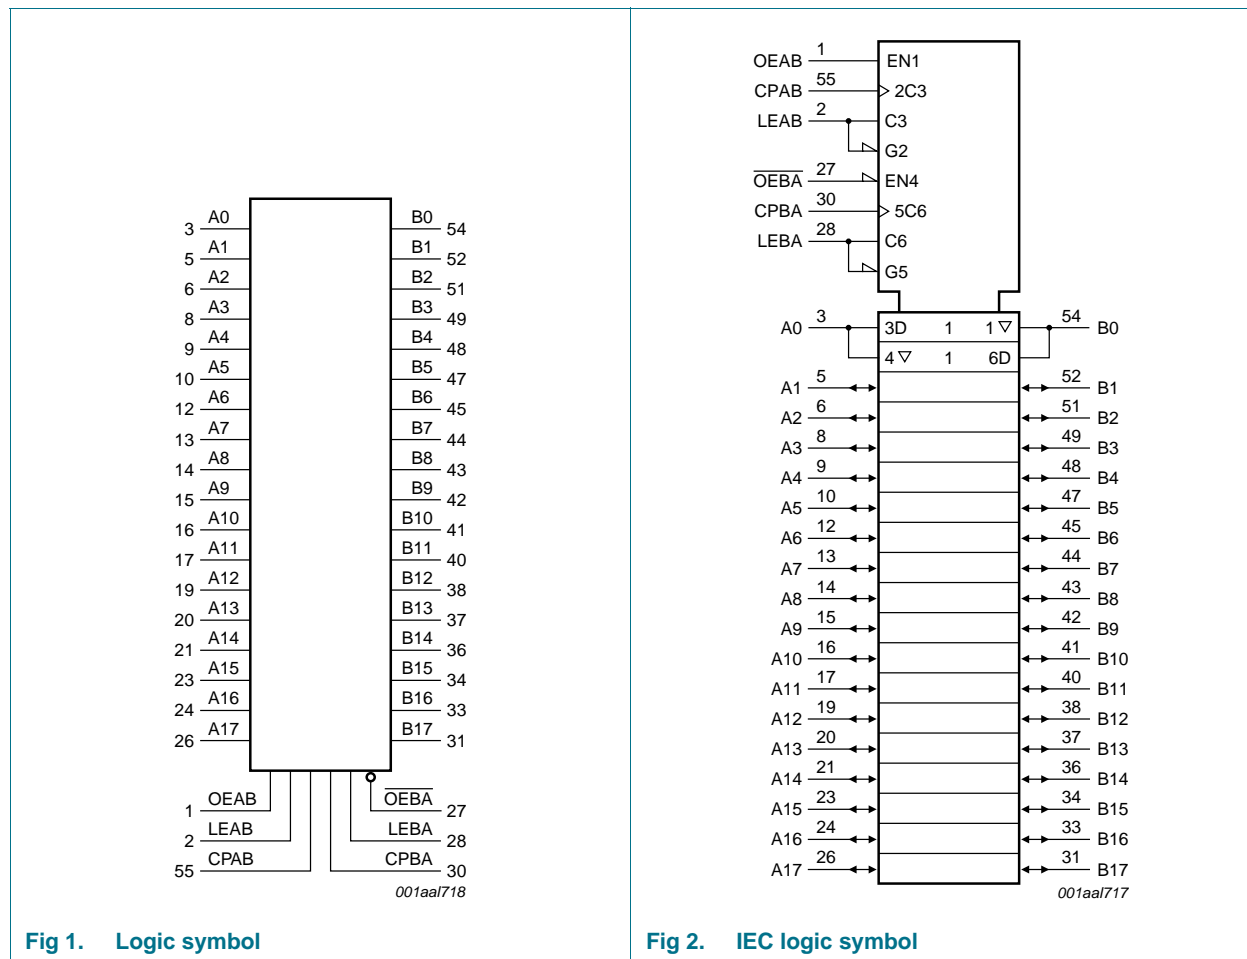 A0
3
A1
5
A2
6
A3
8
A4
9
A5
10
A6
12
A7
13
A8
14
A9
15
A10
16
A11
17
A12
19
A13
20
A14
21
A15
23
A16
24
A17
26
B0
54
B1
52
B2
51
B3
49
B4
48
B5
47
B6
45
B7
44
B8
43
B9
42
B10
41
B11
40
B12
38
B13
37
B14
36
B15
34
B16
33
B17
31
OEAB
1
LEAB
2
CPAB
55
OEBA
27
LEBA
28
CPBA
30
001aal718
Fig 1. Logic symbol
OEAB 1 EN1
CPAB 55 2C3
LEAB 2 C3
G2
OEBA 27 EN4
CPBA 30 5C6
LEBA 28 C6
G5
A0 3 3D 1 1 ▽ 54 B0
4 ▽ 1 6D
A1 5 52 B1
A2 6 51 B2
A3 8 49 B3
A4 9 48 B4
A5 10 47 B5
A6 12 45 B6
A7 13 44 B7
A8 14 43 B8
A9 15 42 B9
A10 16 41 B10
A11 17 40 B11
A12 19 38 B12
A13 20 37 B13
A14 21 36 B14
A15 23 34 B15
A16 24 33 B16
A17 26 31 B17
001aal717
Fig 2. IEC logic symbol